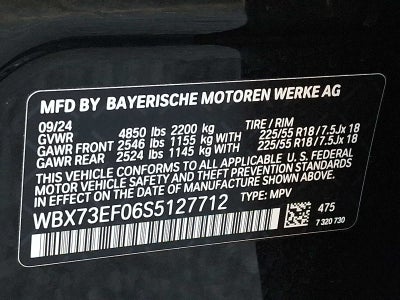 MFD BY BAYERISCHE MOTOREN WERKE AG
09/24 TIRE / RIM
GVWR 4850 lbs 2200 kg
GAWR FRONT 2546 lbs 1155 kg WITH 225/55 R18 / 7.5Jx 18
GAWR REAR 2524 lbs 1145 kg WITH 225/55 R18 / 7.5Jx 18
THIS VEHICLE CONFORMS TO ALL APPLICABLE FEDERAL
MOTOR VEHICLE SAFETY AND THEFT PREVENTION STANDARDS
IN EFFECT ON THE DATE OF MANUFACTURE SHOWN ABOVE.
WBX73EF06S5127712 TYPE: MPV
475
7 320 730